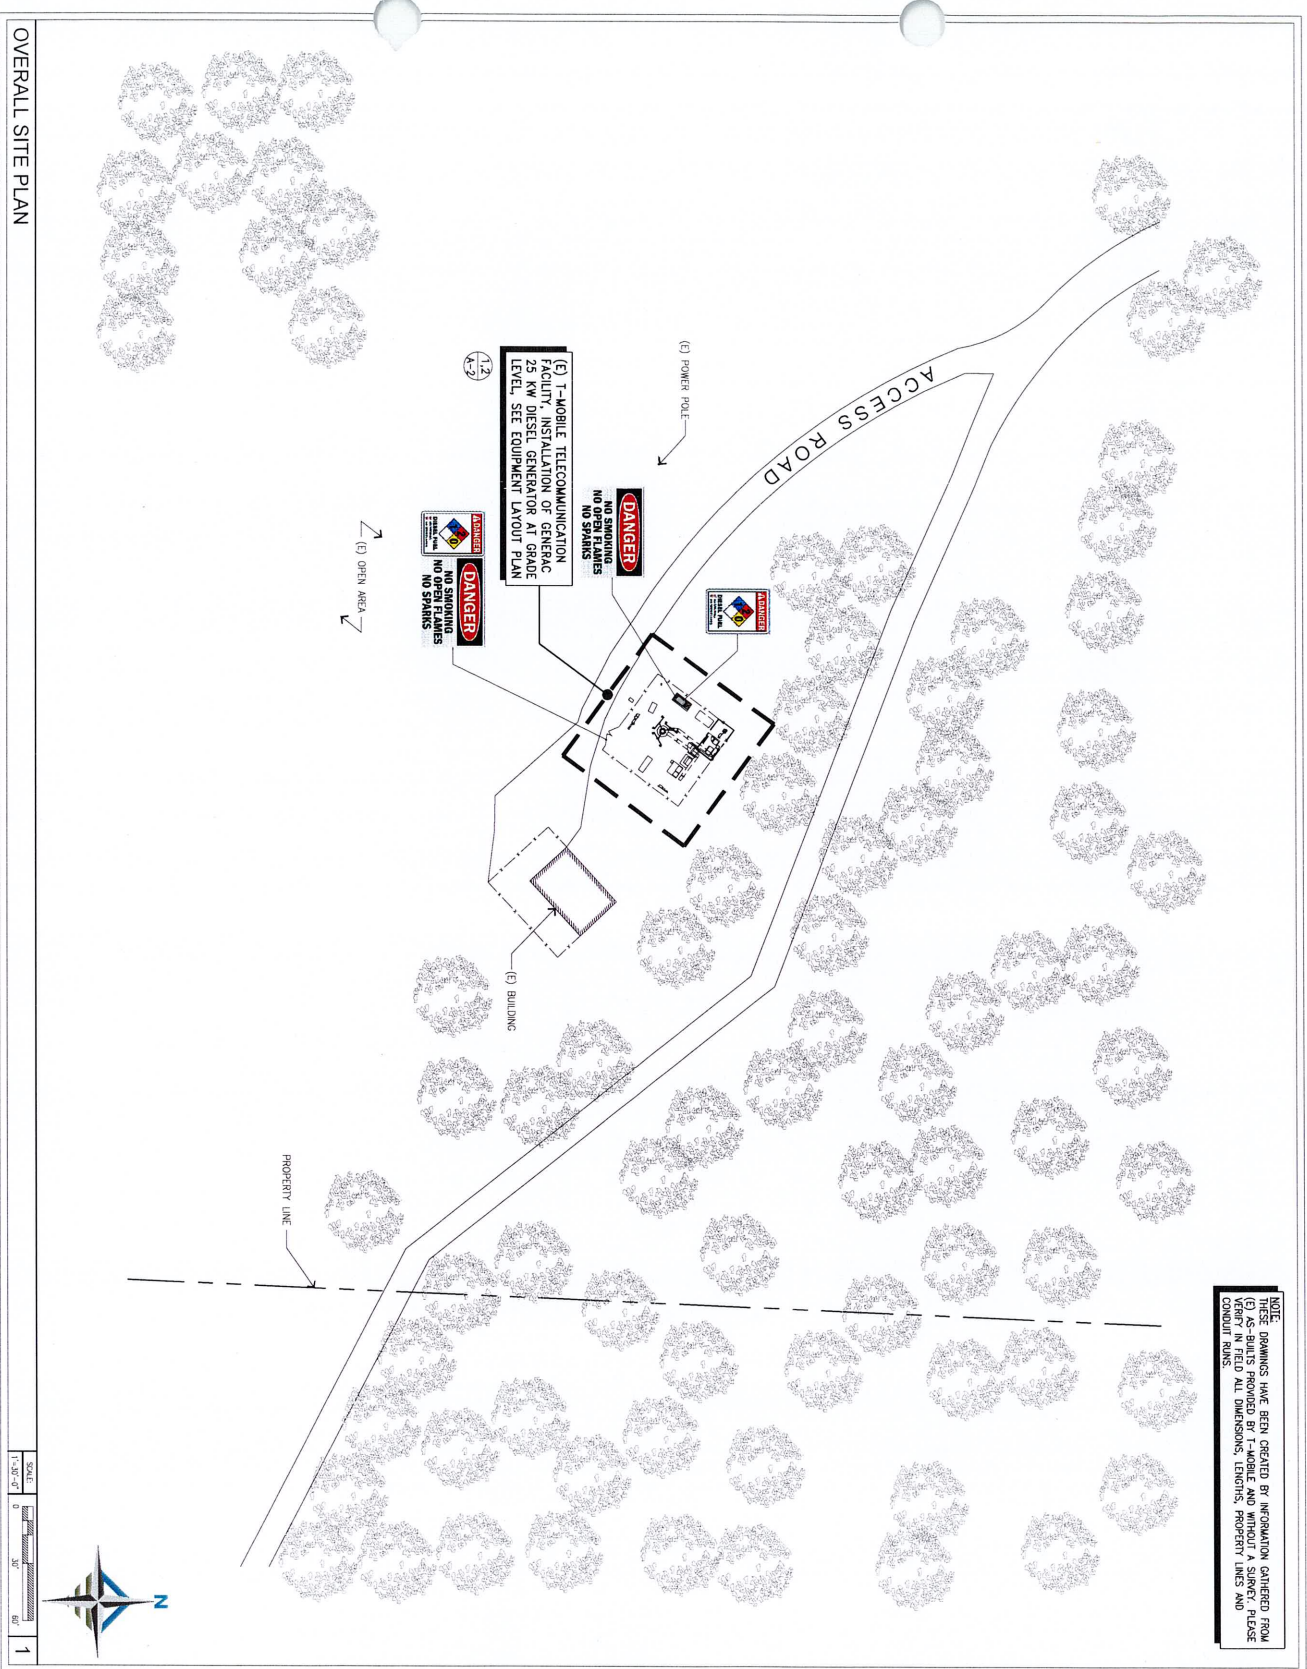 NOTE:
THESE DRAWINGS HAVE BEEN CREATED BY INFORMATION GATHERED FROM
(E) AS-BUILTS PROVIDED BY T-MOBILE AND WITHOUT A SURVEY. PLEASE
VERIFY IN FIELD ALL DIMENSIONS, LENGTHS, PROPERTY LINES AND
CONDUIT RUNS.
ACCESS ROAD
(E) POWER POLE
DANGER
DIESEL FUEL
DANGER
NO SMOKING
NO OPEN FLAMES
NO SPARKS
(E) T-MOBILE TELECOMMUNICATION
FACILITY, INSTALLATION OF GENERAC
25 KW DIESEL GENERATOR AT GRADE
LEVEL, SEE EQUIPMENT LAYOUT PLAN
1,2
A-2
DANGER
DIESEL FUEL
DANGER
NO SMOKING
NO OPEN FLAMES
NO SPARKS
(E) BUILDING
(E) OPEN AREA
PROPERTY LINE
N
OVERALL SITE PLAN
SCALE:
1"=30'-0"
0 30' 60'
1